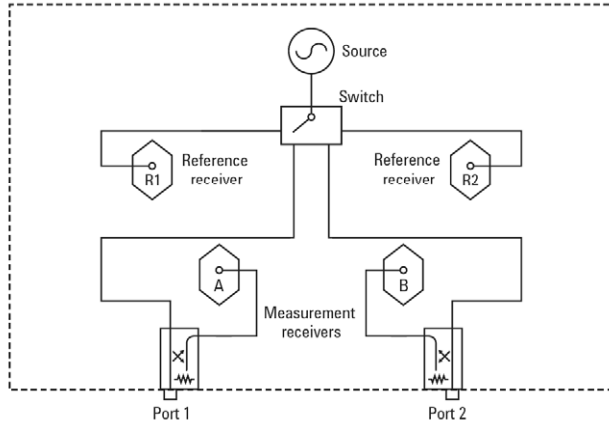 Source
Switch
Reference
receiver
R1
Reference
receiver
R2
A
B
Measurement
receivers
Port 1
Port 2